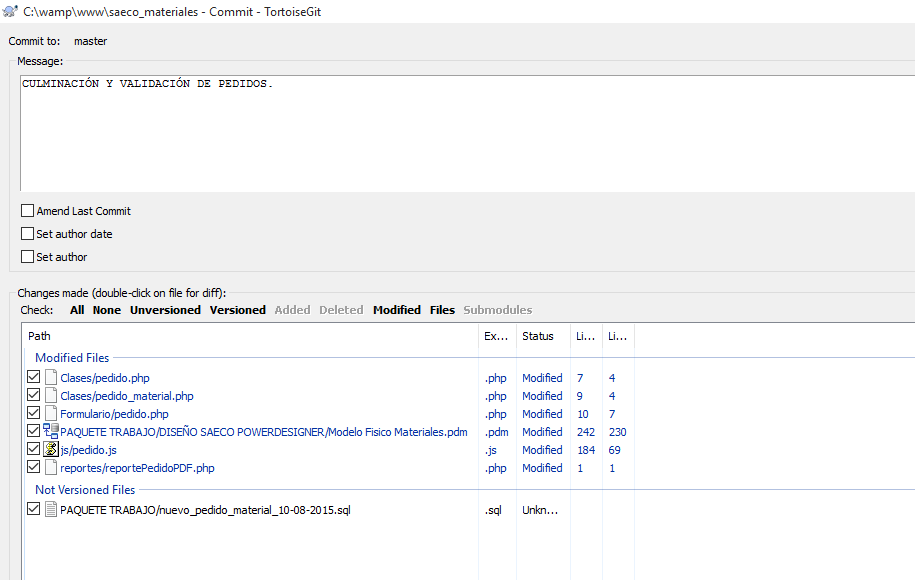 C:\wamp\www\saeco_materiales - Commit - TortoiseGit
Commit to: master
Message:
CULMINACIÓN Y VALIDACIÓN DE PEDIDOS.
Amend Last Commit
Set author date
Set author
Changes made (double-click on file for diff):
Check: All None Unversioned Versioned Added Deleted Modified Files Submodules
Path Ex... Status Li... Li...
Modified Files
Clases/pedido.php .php Modified 7 4
Clases/pedido_material.php .php Modified 9 4
Formulario/pedido.php .php Modified 10 7
PAQUETE TRABAJO/DISEÑO SAECO POWERDESIGNER/Modelo Fisico Materiales.pdm .pdm Modified 242 230
js/pedido.js .js Modified 184 69
reportes/reportePedidoPDF.php .php Modified 1 1
Not Versioned Files
PAQUETE TRABAJO/nuevo_pedido_material_10-08-2015.sql .sql Unkn...